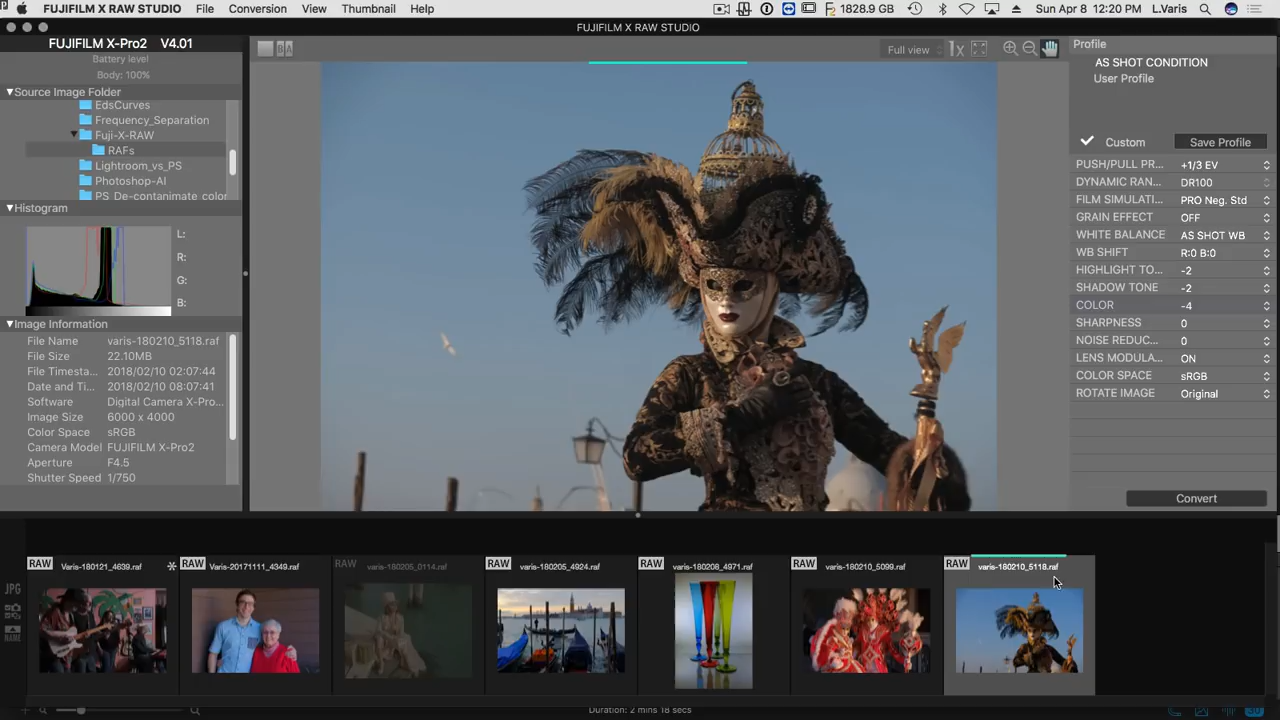 FUJIFILM X RAW STUDIO File Conversion View Thumbnail Help 1828.9 GB Sun Apr 8 12:20 PM L.Varis
FUJIFILM X RAW STUDIO
FUJIFILM X-Pro2 V4.01
Battery level
Body: 100%
Source Image Folder
EdsCurves
Frequency_Separation
Fuji-X-RAW
RAFs
Lightroom_vs_PS
Photoshop-AI
PS_De-contanimate_color
Histogram
L:
R:
G:
B:
Image Information
File Name varis-180210_5118.raf
File Size 22.10MB
File Timesta... 2018/02/10 02:07:44
Date and Ti... 2018/02/10 08:07:41
Software Digital Camera X-Pro...
Image Size 6000 x 4000
Color Space sRGB
Camera Model FUJIFILM X-Pro2
Aperture F4.5
Shutter Speed 1/750
B A
Full view
Profile
AS SHOT CONDITION
User Profile
Custom Save Profile
PUSH/PULL PR... +1/3 EV
DYNAMIC RAN... DR100
FILM SIMULATI... PRO Neg. Std
GRAIN EFFECT OFF
WHITE BALANCE AS SHOT WB
WB SHIFT R:0 B:0
HIGHLIGHT TO... -2
SHADOW TONE -2
COLOR -4
SHARPNESS 0
NOISE REDUC... 0
LENS MODULA... ON
COLOR SPACE sRGB
ROTATE IMAGE Original
Convert
JPG
NAME
RAW Varis-180121_4639.raf
RAW Varis-20171111_4349.raf
RAW varis-180205_0114.raf
RAW varis-180205_4924.raf
RAW varis-180208_4971.raf
RAW varis-180210_5099.raf
RAW varis-180210_5118.raf
Duration: 2 mins 18 secs